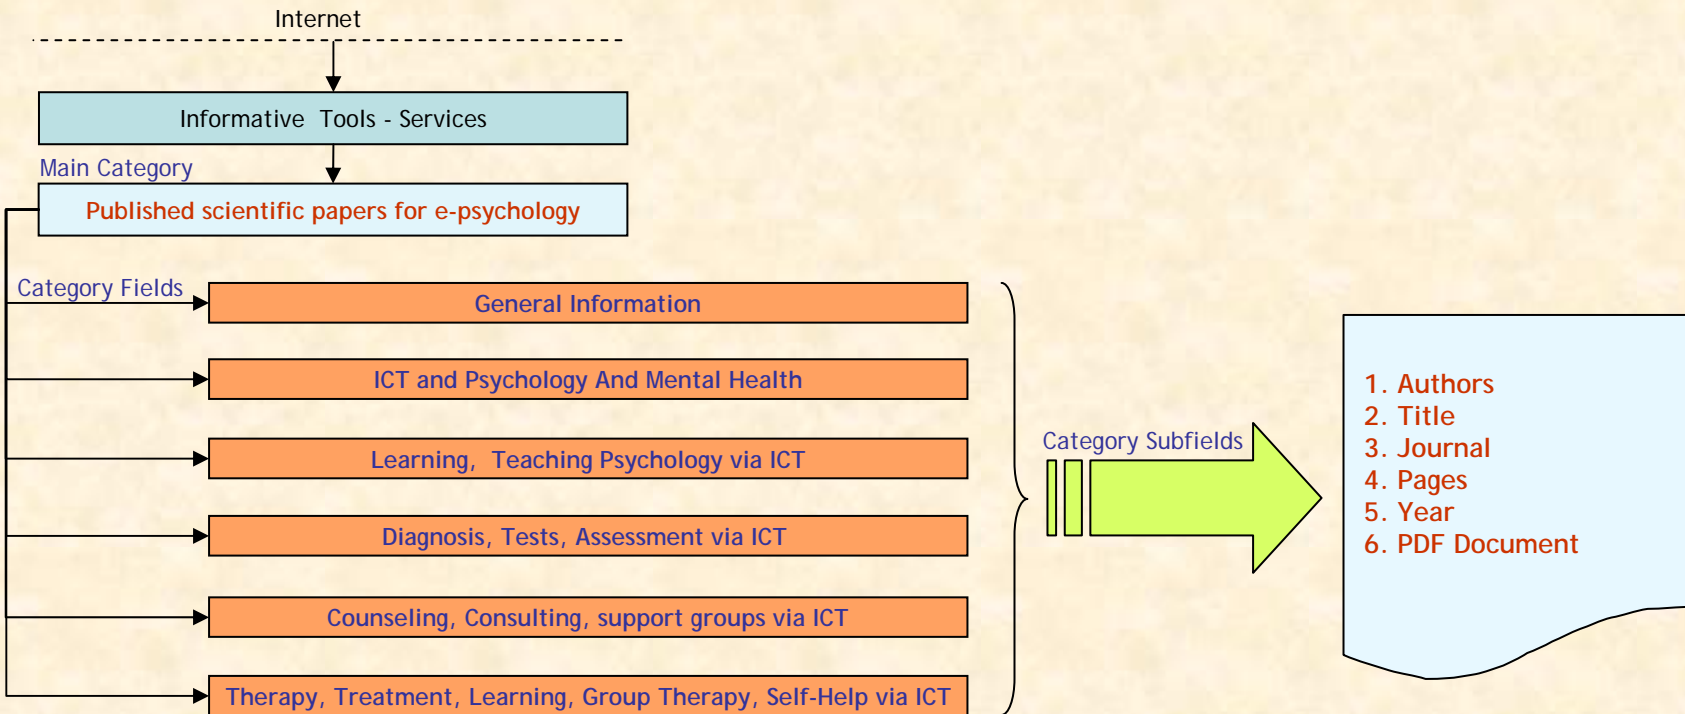 Internet
Informative Tools - Services
Main Category
Published scientific papers for e-psychology
Category Fields
General Information
ICT and Psychology And Mental Health
Learning, Teaching Psychology via ICT
Diagnosis, Tests, Assessment via ICT
Counseling, Consulting, support groups via ICT
Therapy, Treatment, Learning, Group Therapy, Self-Help via ICT
Category Subfields
1. Authors
2. Title
3. Journal
4. Pages
5. Year
6. PDF Document